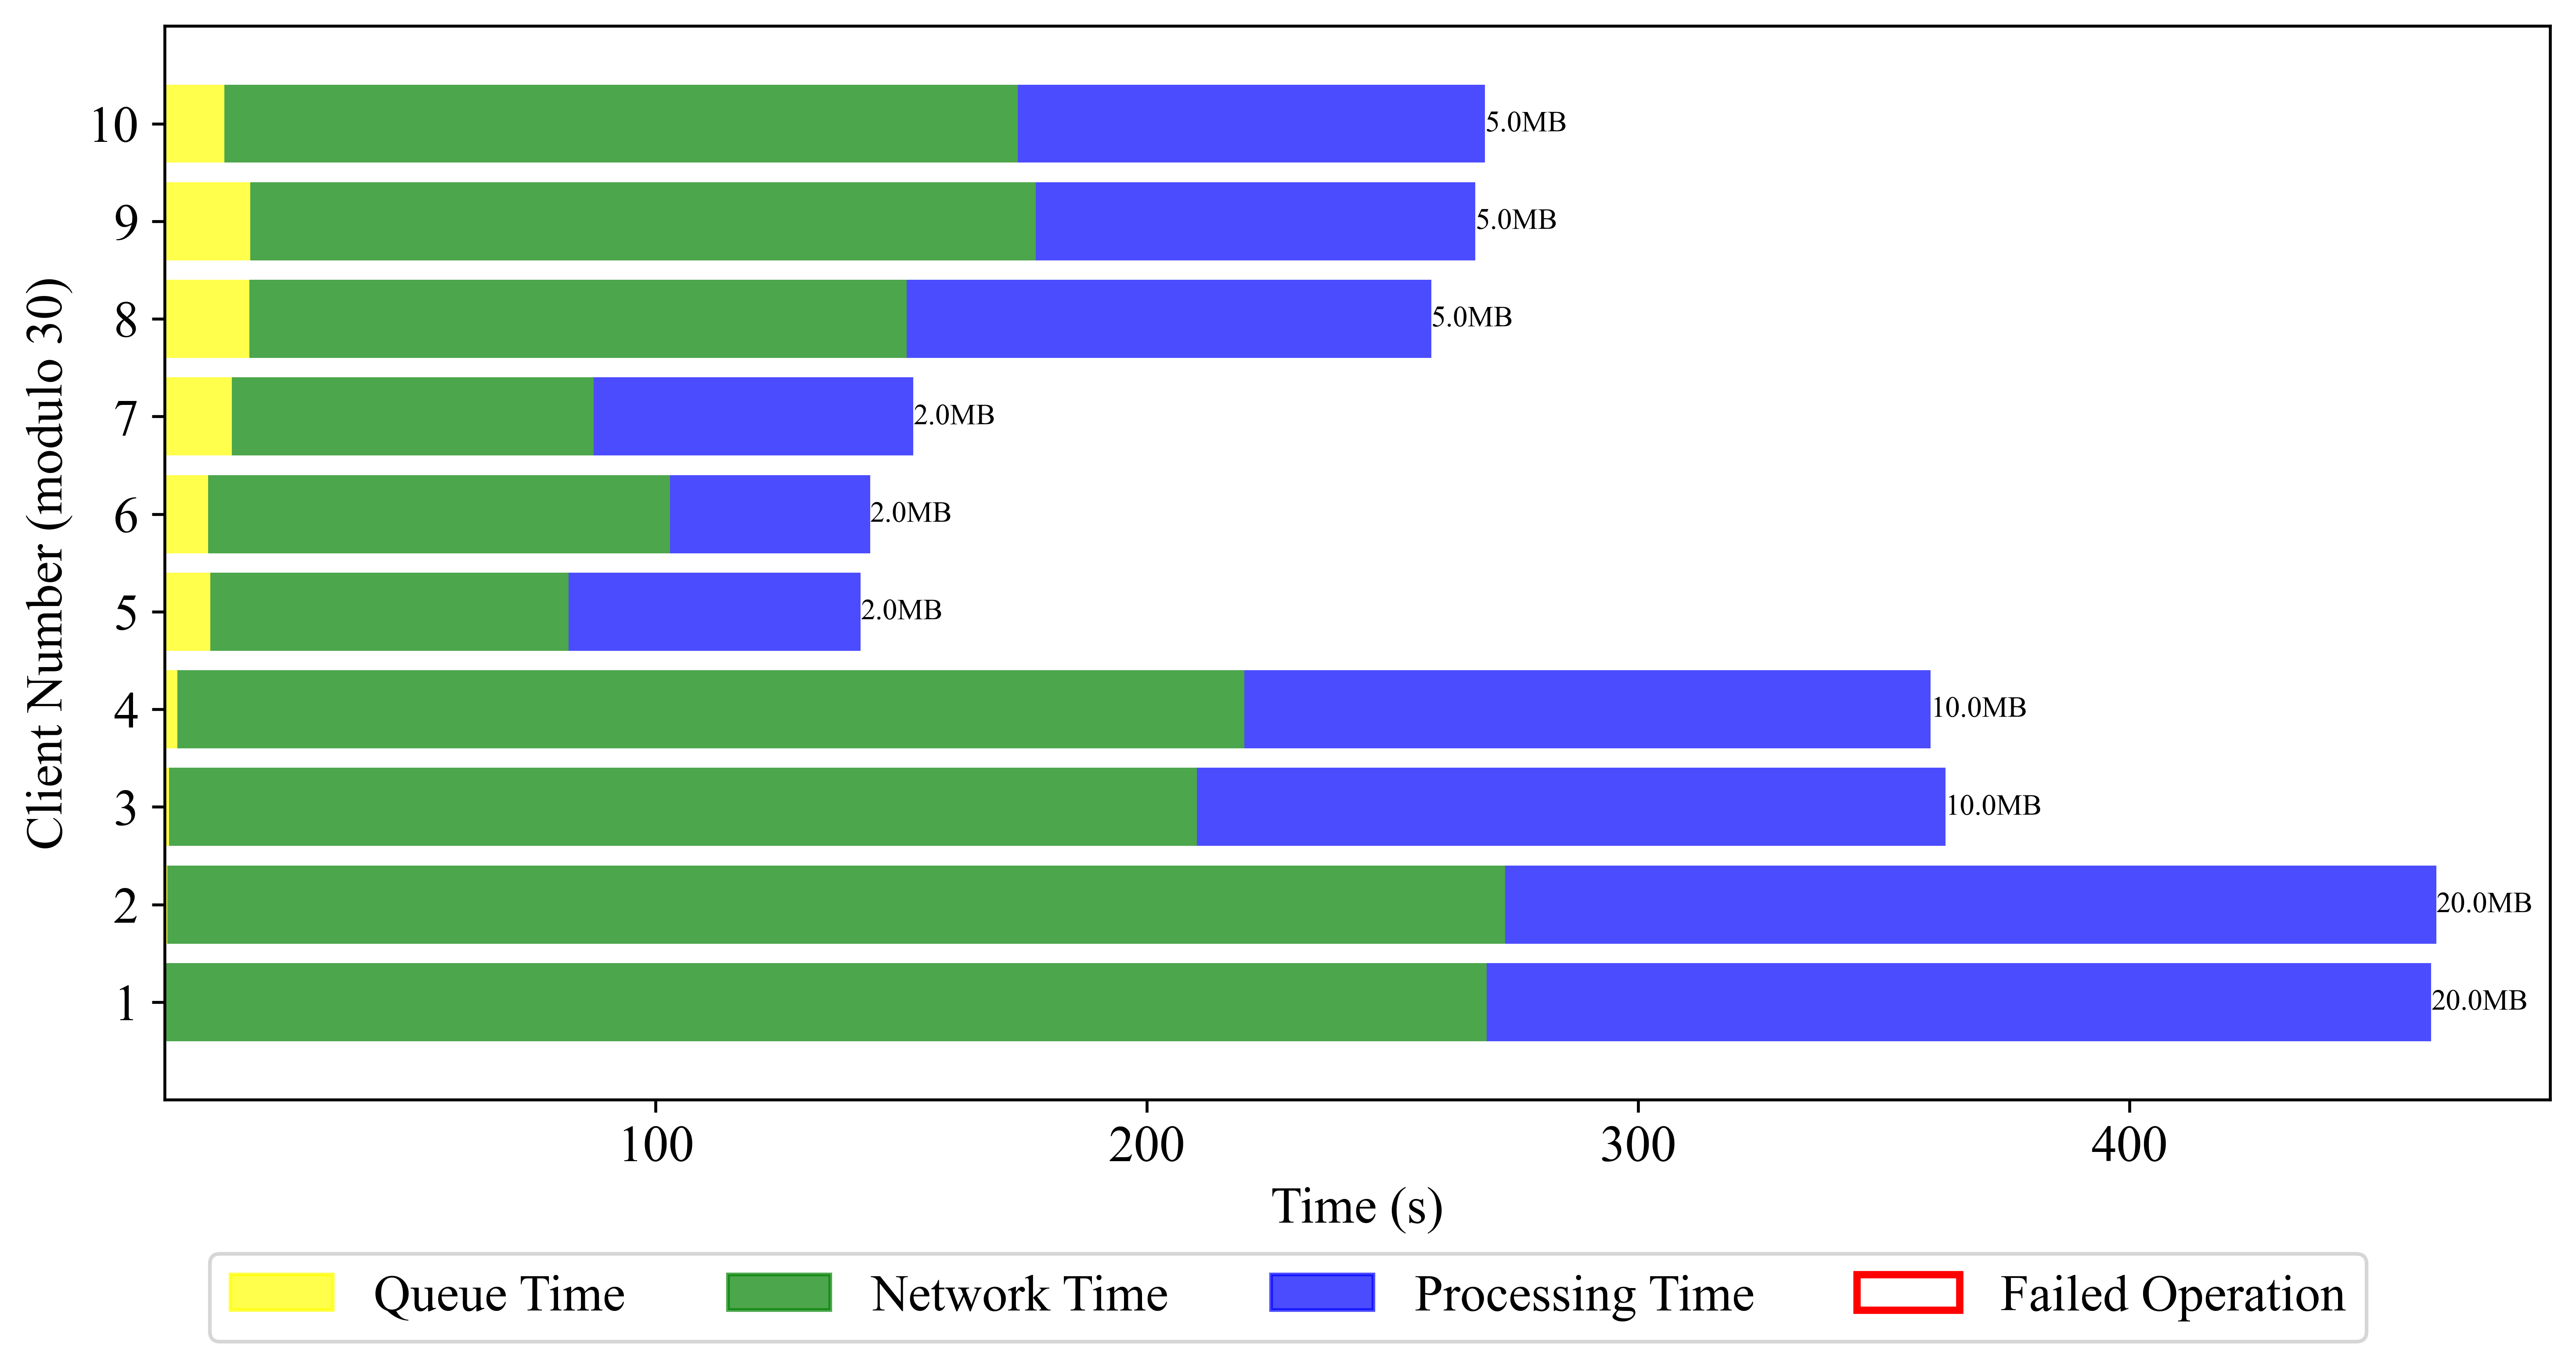 Client Number (modulo 30)
10
5.0MB
9
5.0MB
8
5.0MB
7
2.0MB
6
2.0MB
5
2.0MB
4
10.0MB
3
10.0MB
2
20.0MB
1
20.0MB
100 200 300 400
Time (s)
Queue Time Network Time Processing Time Failed Operation